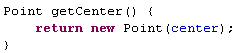 Point getCenter() {
    return new Point(center);
}